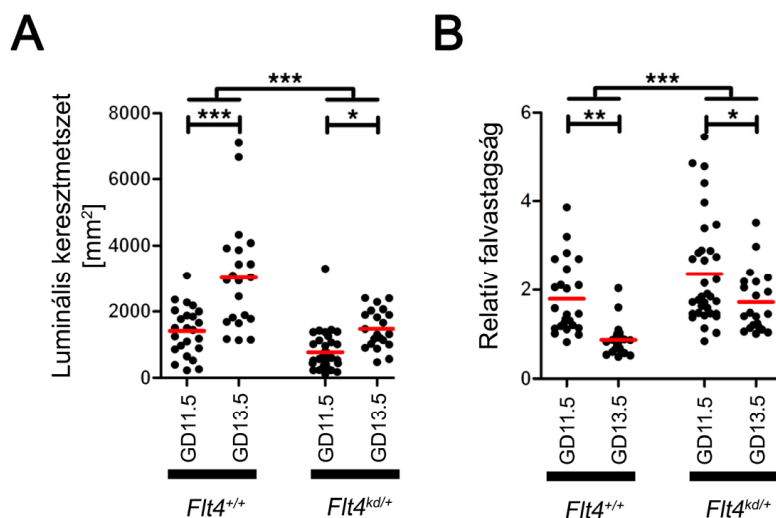 A
***
***
*
8000
6000
4000
2000
0
Luminális keresztmetszet
[mm²]
GD11.5
GD13.5
GD11.5
GD13.5
Flt4+/+
Flt4kd/+
B
***
**
*
6
4
2
0
Relatív falvastagság
GD11.5
GD13.5
GD11.5
GD13.5
Flt4+/+
Flt4kd/+